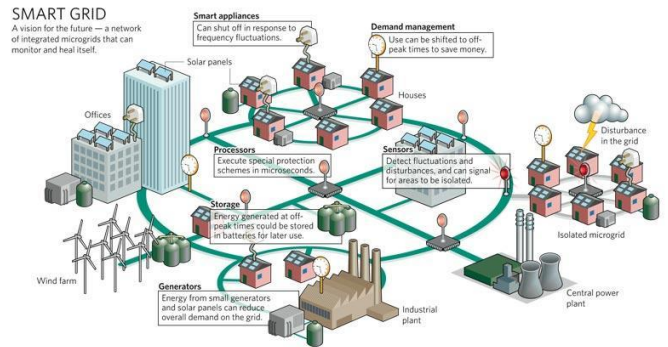 SMART GRID
A vision for the future — a network
of integrated microgrids that can
monitor and heal itself.
Smart appliances
Can shut off in response to
frequency fluctuations.
Demand management
Use can be shifted to off-
peak times to save money.
Solar panels
Houses
Offices
Disturbance
in the grid
Processors
Execute special protection
schemes in microseconds.
Sensors
Detect fluctuations and
disturbances, and can signal
for areas to be isolated.
Storage
Energy generated at off-
peak times could be stored
in batteries for later use.
Isolated microgrid
Wind farm
Generators
Energy from small generators
and solar panels can reduce
overall demand on the grid.
Industrial
plant
Central power
plant